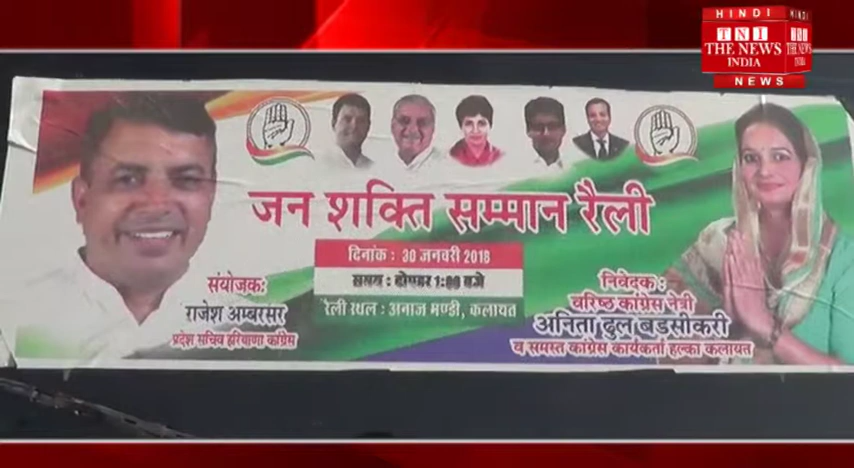 HINDI
TNI
THE NEWS
INDIA
NEWS
जन शक्ति सम्मान रैली
दिनांक : 30 जनवरी 2018
समय : दोपहर 1:00 बजे
रैली स्थल : अनाज मण्डी, कलायत
संयोजक:
राजेश अम्बरसर
प्रदेश सचिव हरियाणा कांग्रेस
निवेदक :
वरिष्ठ कांग्रेस नेत्री
अनिता ढुल बडसीकरी
व समस्त कांग्रेस कार्यकर्ता हल्का कलायत